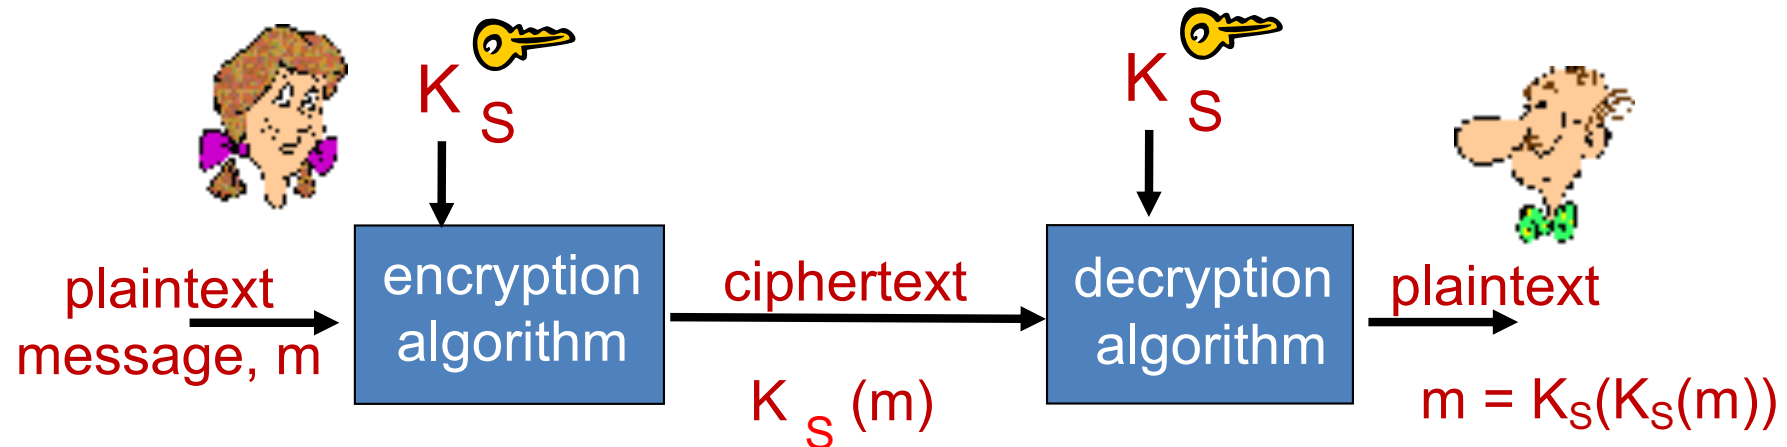 K S
K S
plaintext
message, m
encryption
algorithm
ciphertext
K S (m)
decryption
algorithm
plaintext
m = KS(KS(m))